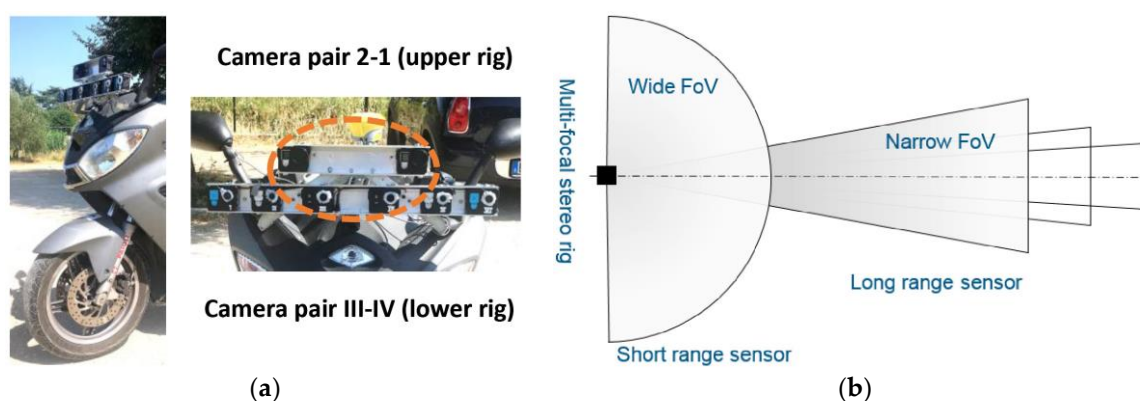 Camera pair 2-1 (upper rig)
Camera pair III-IV (lower rig)
(a)
Multi-focal stereo rig
Wide FoV
Narrow FoV
Long range sensor
Short range sensor
(b)